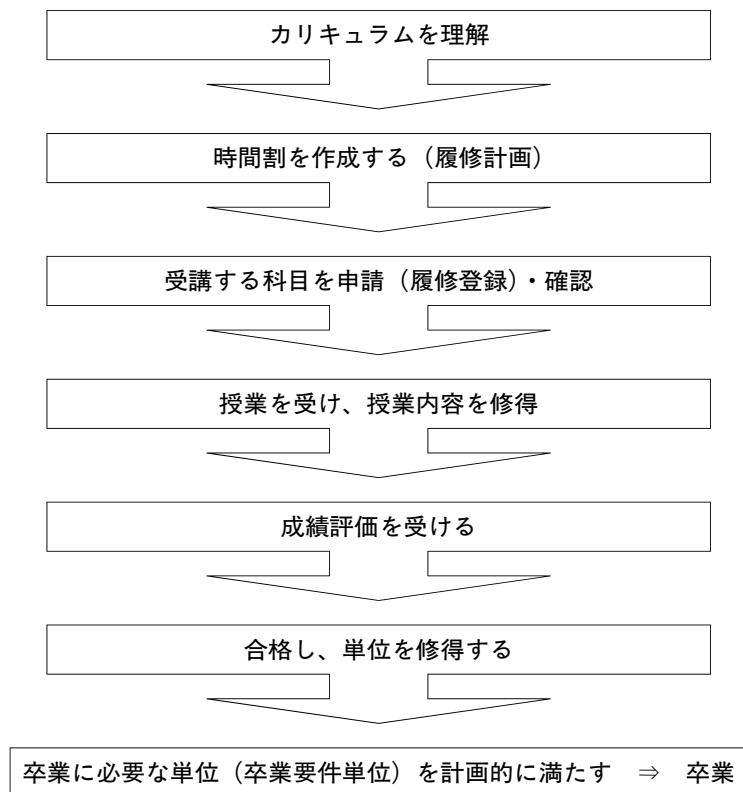 カリキュラムを理解
時間割を作成する（履修計画）
受講する科目を申請（履修登録）・確認
授業を受け、授業内容を修得
成績評価を受ける
合格し、単位を修得する
卒業に必要な単位（卒業要件単位）を計画的に満たす　⇒　卒業